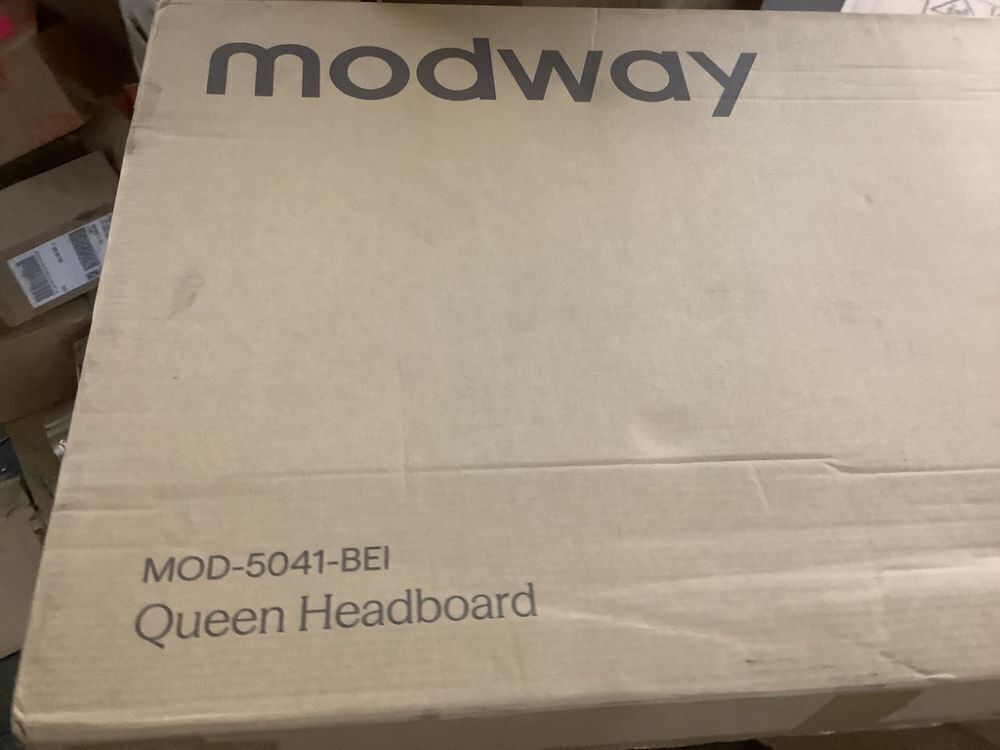 modway
MOD-5041-BEI
Queen Headboard